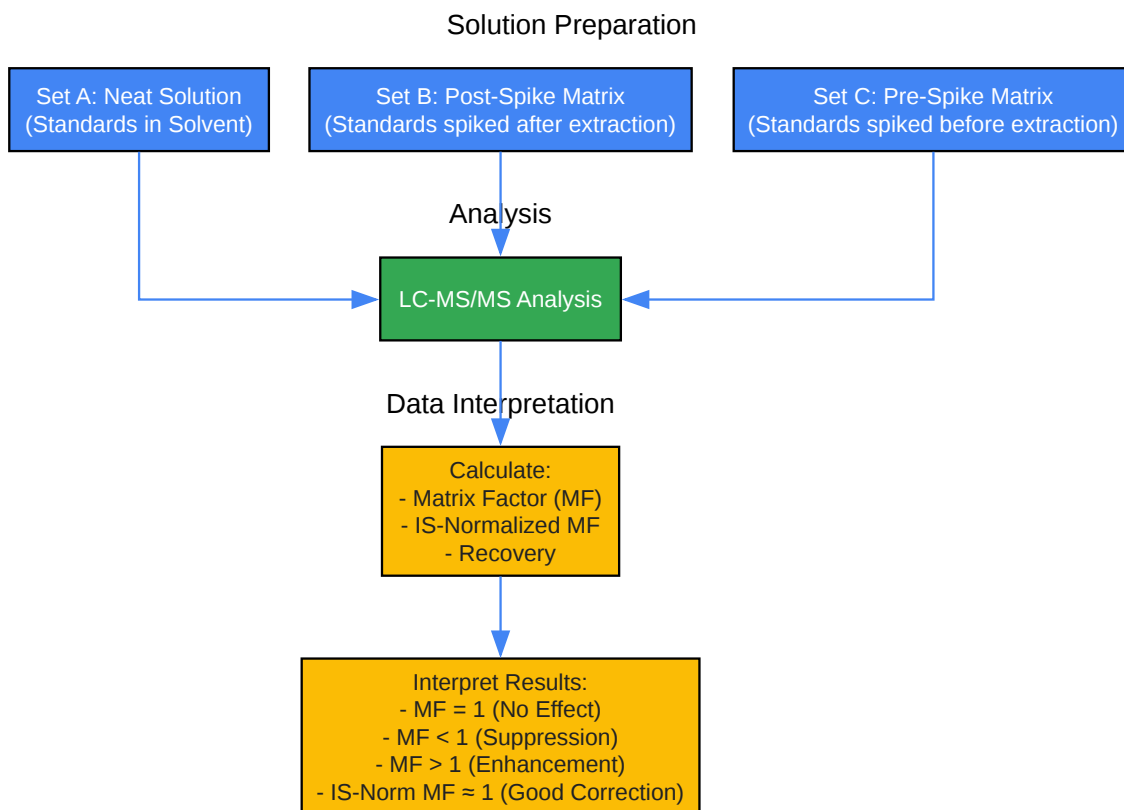 Solution Preparation
Set A: Neat Solution
(Standards in Solvent)
Set B: Post-Spike Matrix
(Standards spiked after extraction)
Set C: Pre-Spike Matrix
(Standards spiked before extraction)
Analysis
LC-MS/MS Analysis
Data Interpretation
Calculate:
- Matrix Factor (MF)
- IS-Normalized MF
- Recovery
Interpret Results:
- MF = 1 (No Effect)
- MF < 1 (Suppression)
- MF > 1 (Enhancement)
- IS-Norm MF ≈ 1 (Good Correction)